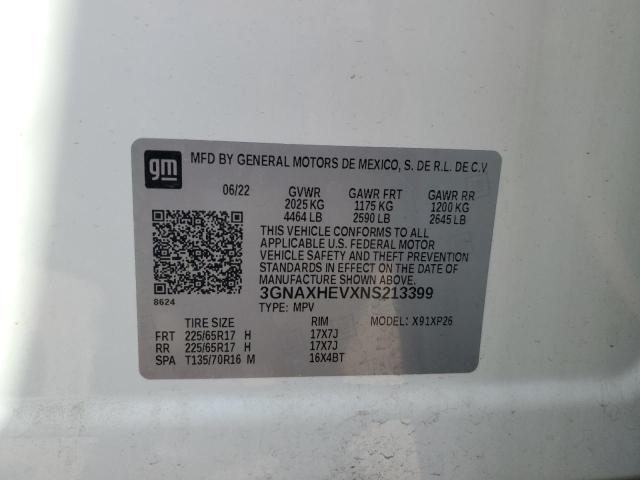 gm MFD BY GENERAL MOTORS DE MEXICO, S. DE R.L. DE C.V
06/22 GVWR GAWR FRT GAWR RR
2025 KG 1175 KG 1200 KG
4464 LB 2590 LB 2645 LB
THIS VEHICLE CONFORMS TO ALL
APPLICABLE U.S. FEDERAL MOTOR
VEHICLE SAFETY AND THEFT PREVENTION
STANDARDS IN EFFECT ON THE DATE OF
MANUFACTURE SHOWN ABOVE.
8624 3GNAXHEVXNS213399
TYPE: MPV
TIRE SIZE RIM MODEL: X91XP26
FRT 225/65R17 H 17X7J
RR 225/65R17 H 17X7J
SPA T135/70R16 M 16X4BT